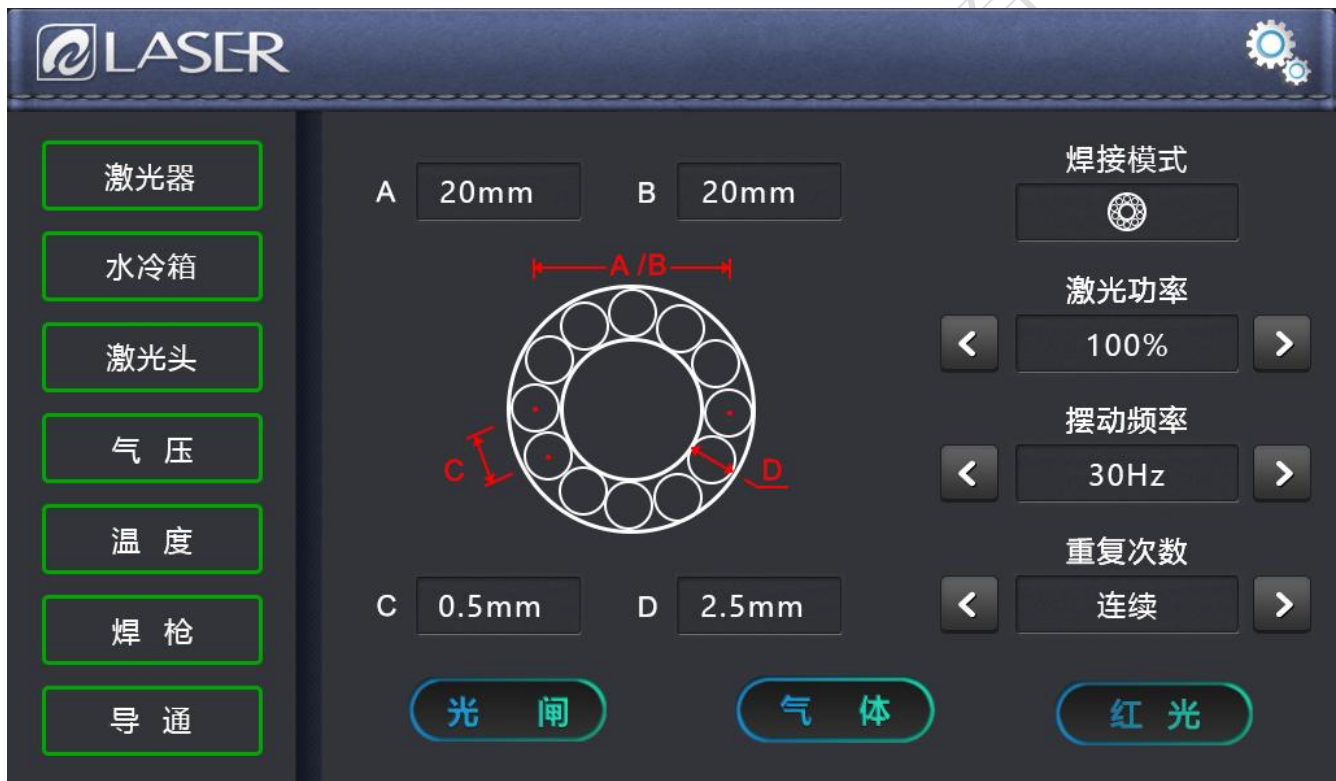 LASER
激光器
水冷箱
激光头
气 压
温 度
焊 枪
导 通
A 20mm B 20mm
A /B
C
D
C 0.5mm D 2.5mm
焊接模式
激光功率
100%
摆动频率
30Hz
重复次数
连续
光 闸
气 体
红 光